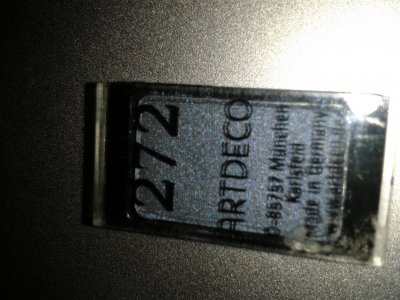 272
ARTDECO
D-85757 München
Karlsfeld
Made in Germany